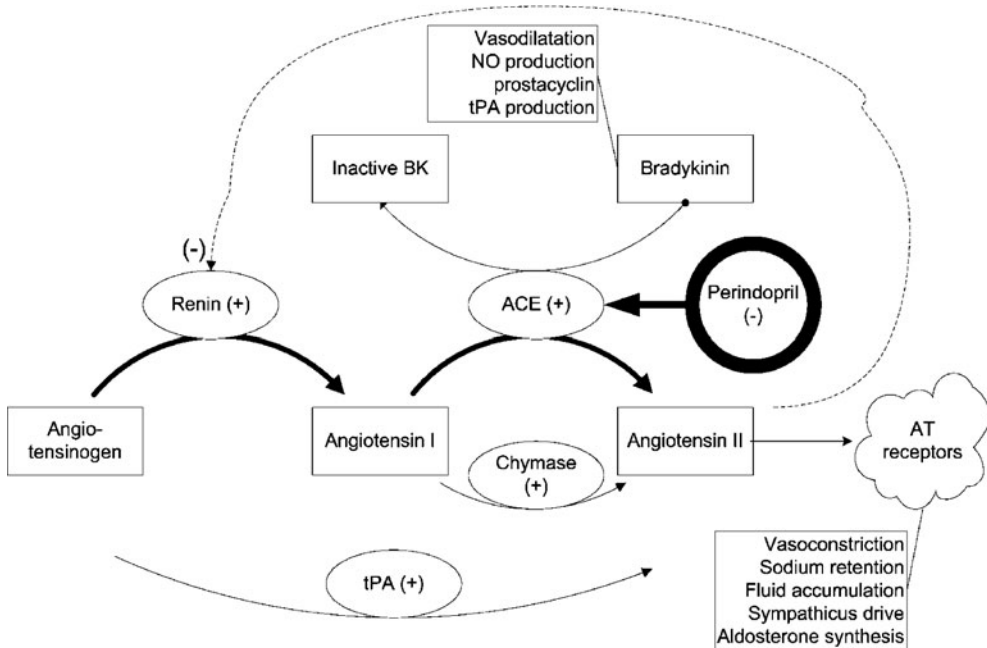 Vasodilatation
NO production
prostacyclin
tPA production
Inactive BK
Bradykinin
(-)
Renin (+)
ACE (+)
Perindopril
(-)
Angio-
tensinogen
Angiotensin I
Angiotensin II
AT
receptors
Chymase
(+)
tPA (+)
Vasoconstriction
Sodium retention
Fluid accumulation
Sympathicus drive
Aldosterone synthesis